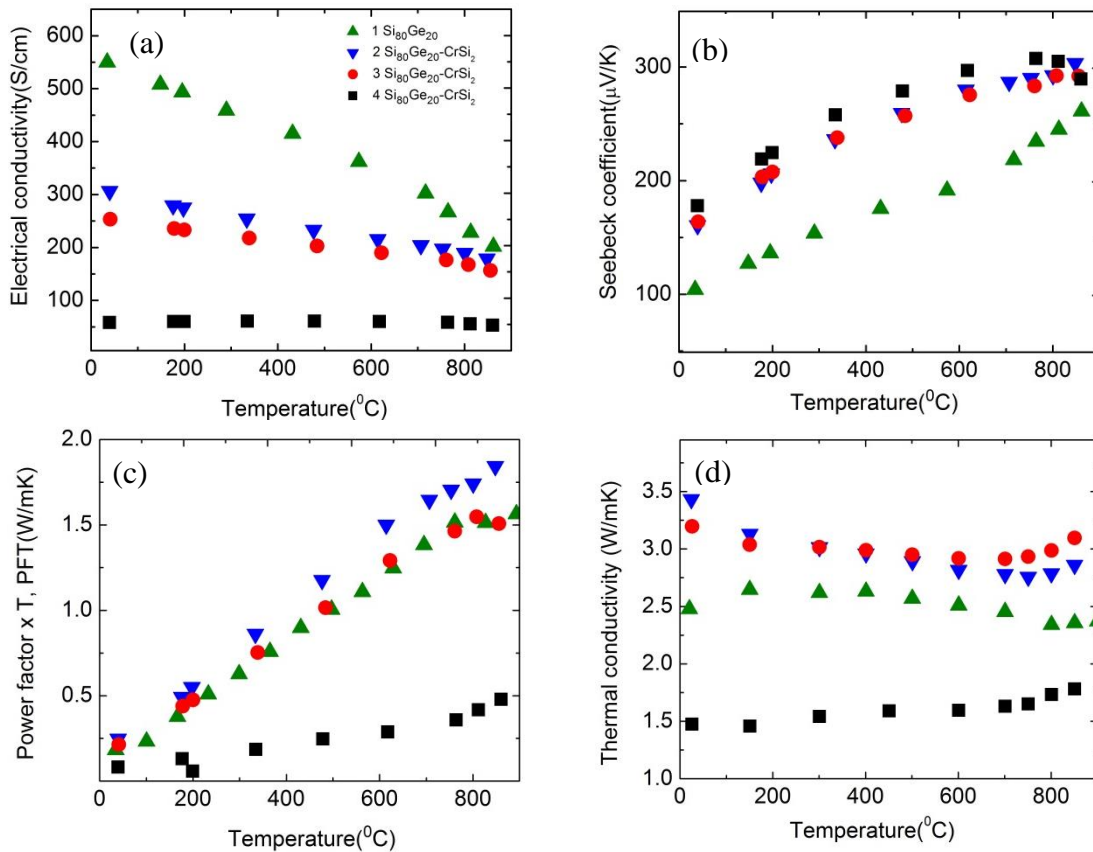 (a)
1 Si₈₀Ge₂₀
2 Si₈₀Ge₂₀-CrSi₂
3 Si₈₀Ge₂₀-CrSi₂
4 Si₈₀Ge₂₀-CrSi₂
Electrical conductivity(S/cm)
600
500
400
300
200
100
0 200 400 600 800
Temperature(⁰C)
(b)
Seebeck coefficient(μV/K)
300
200
100
0 200 400 600 800
Temperature(⁰C)
(c)
Power factor x T, PFT(W/mK)
2.0
1.5
1.0
0.5
0 200 400 600 800
Temperature(⁰C)
(d)
Thermal conductivity (W/mK)
3.5
3.0
2.5
2.0
1.5
1.0
0 200 400 600 800
Temperature(⁰C)